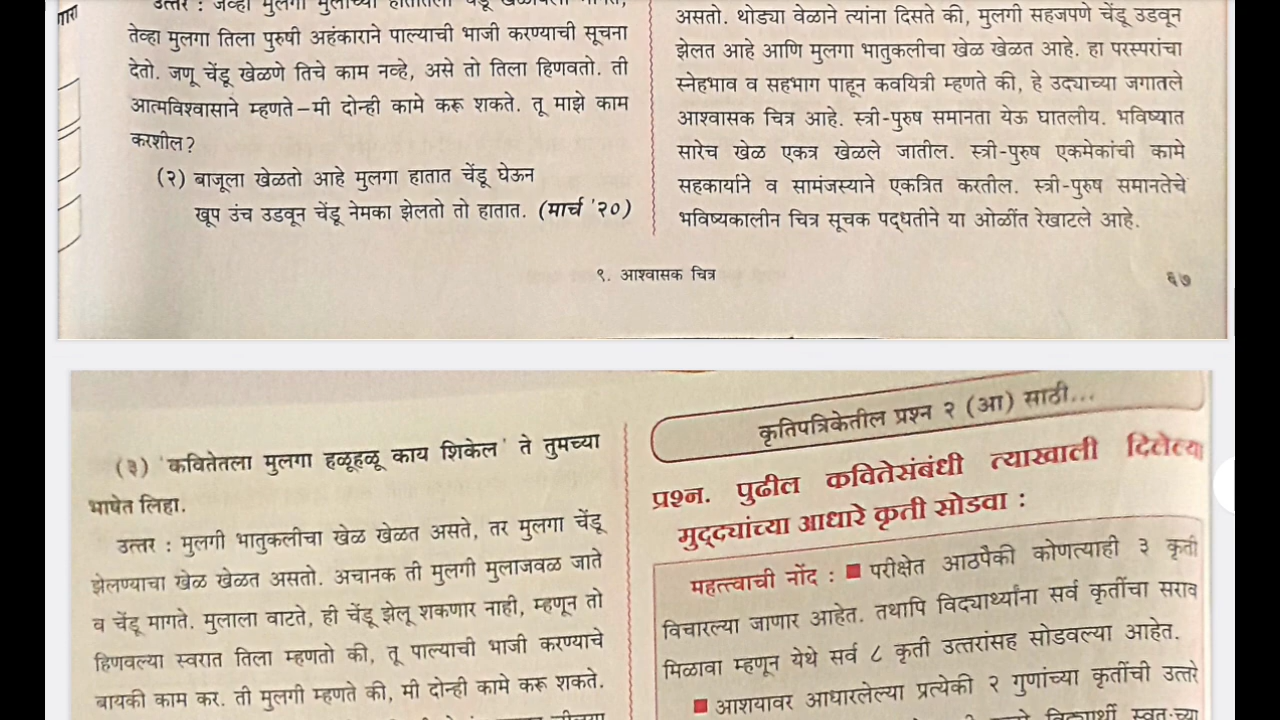 उत्तर : जेव्हा मुलगी मुलाच्या हातातला चेंडू
तेव्हा मुलगा तिला पुरुषी अहंकाराने पाल्याची भाजी करण्याची सूचना
देतो. जणू चेंडू खेळणे तिचे काम नव्हे, असे तो तिला हिणवतो. ती
आत्मविश्वासाने म्हणते–मी दोन्ही कामे करू शकते. तू माझे काम
करशील?
(२) बाजूला खेळतो आहे मुलगा हातात चेंडू घेऊन
खूप उंच उडवून चेंडू नेमका झेलतो तो हातात. (मार्च '२०)
असतो. थोड्या वेळाने त्यांना दिसते की, मुलगी सहजपणे चेंडू उडवून
झेलत आहे आणि मुलगा भातुकलीचा खेळ खेळत आहे. हा परस्परांचा
स्नेहभाव व सहभाग पाहून कवयित्री म्हणते की, हे उद्याच्या जगातले
आश्वासक चित्र आहे. स्त्री-पुरुष समानता येऊ घातलीय. भविष्यात
सारेच खेळ एकत्र खेळले जातील. स्त्री-पुरुष एकमेकांची कामे
सहकार्याने व सामंजस्याने एकत्रित करतील. स्त्री-पुरुष समानतेचे
भविष्यकालीन चित्र सूचक पद्धतीने या ओळींत रेखाटले आहे.
९. आश्वासक चित्र
६७
(३) 'कवितेतला मुलगा हळूहळू काय शिकेल' ते तुमच्या
भाषेत लिहा.
उत्तर : मुलगी भातुकलीचा खेळ खेळत असते, तर मुलगा चेंडू
झेलण्याचा खेळ खेळत असतो. अचानक ती मुलगी मुलाजवळ जाते
व चेंडू मागते. मुलाला वाटते, ही चेंडू झेलू शकणार नाही, म्हणून तो
हिणवल्या स्वरात तिला म्हणतो की, तू पाल्याची भाजी करण्याचे
बायकी काम कर. ती मुलगी म्हणते की, मी दोन्ही कामे करू शकते.
कृतिपत्रिकेतील प्रश्न २ (आ) साठी...
प्रश्न. पुढील कवितेसंबंधी त्याखाली दिलेल्या
मुद्द्यांच्या आधारे कृती सोडवा :
महत्त्वाची नोंद : ■ परीक्षेत आठपैकी कोणत्याही ३ कृती
विचारल्या जाणार आहेत. तथापि विद्यार्थ्यांना सर्व कृतींचा सराव
मिळावा म्हणून येथे सर्व ८ कृती उत्तरांसह सोडवल्या आहेत.
■ आशयावर आधारलेल्या प्रत्येकी २ गुणांच्या कृतींची उत्तरे
विद्यार्थी स्वतःच्या